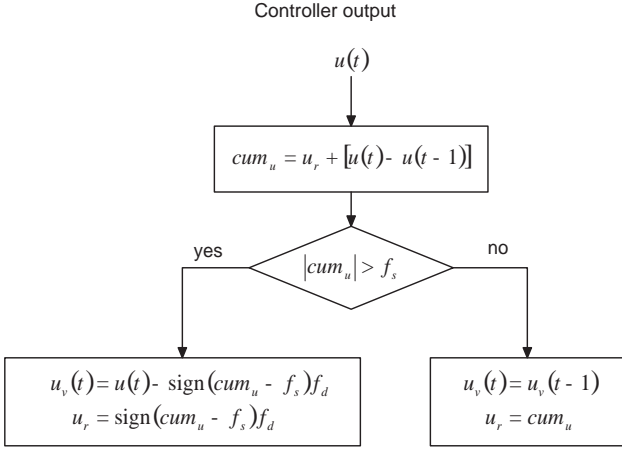 Controller output
u(t)
cum_u = u_r + [u(t) - u(t - 1)]
yes
no
|cum_u| > f_s
u_v(t) = u(t) - sign(cum_u - f_s)f_d
u_r = sign(cum_u - f_s)f_d
u_v(t) = u_v(t - 1)
u_r = cum_u